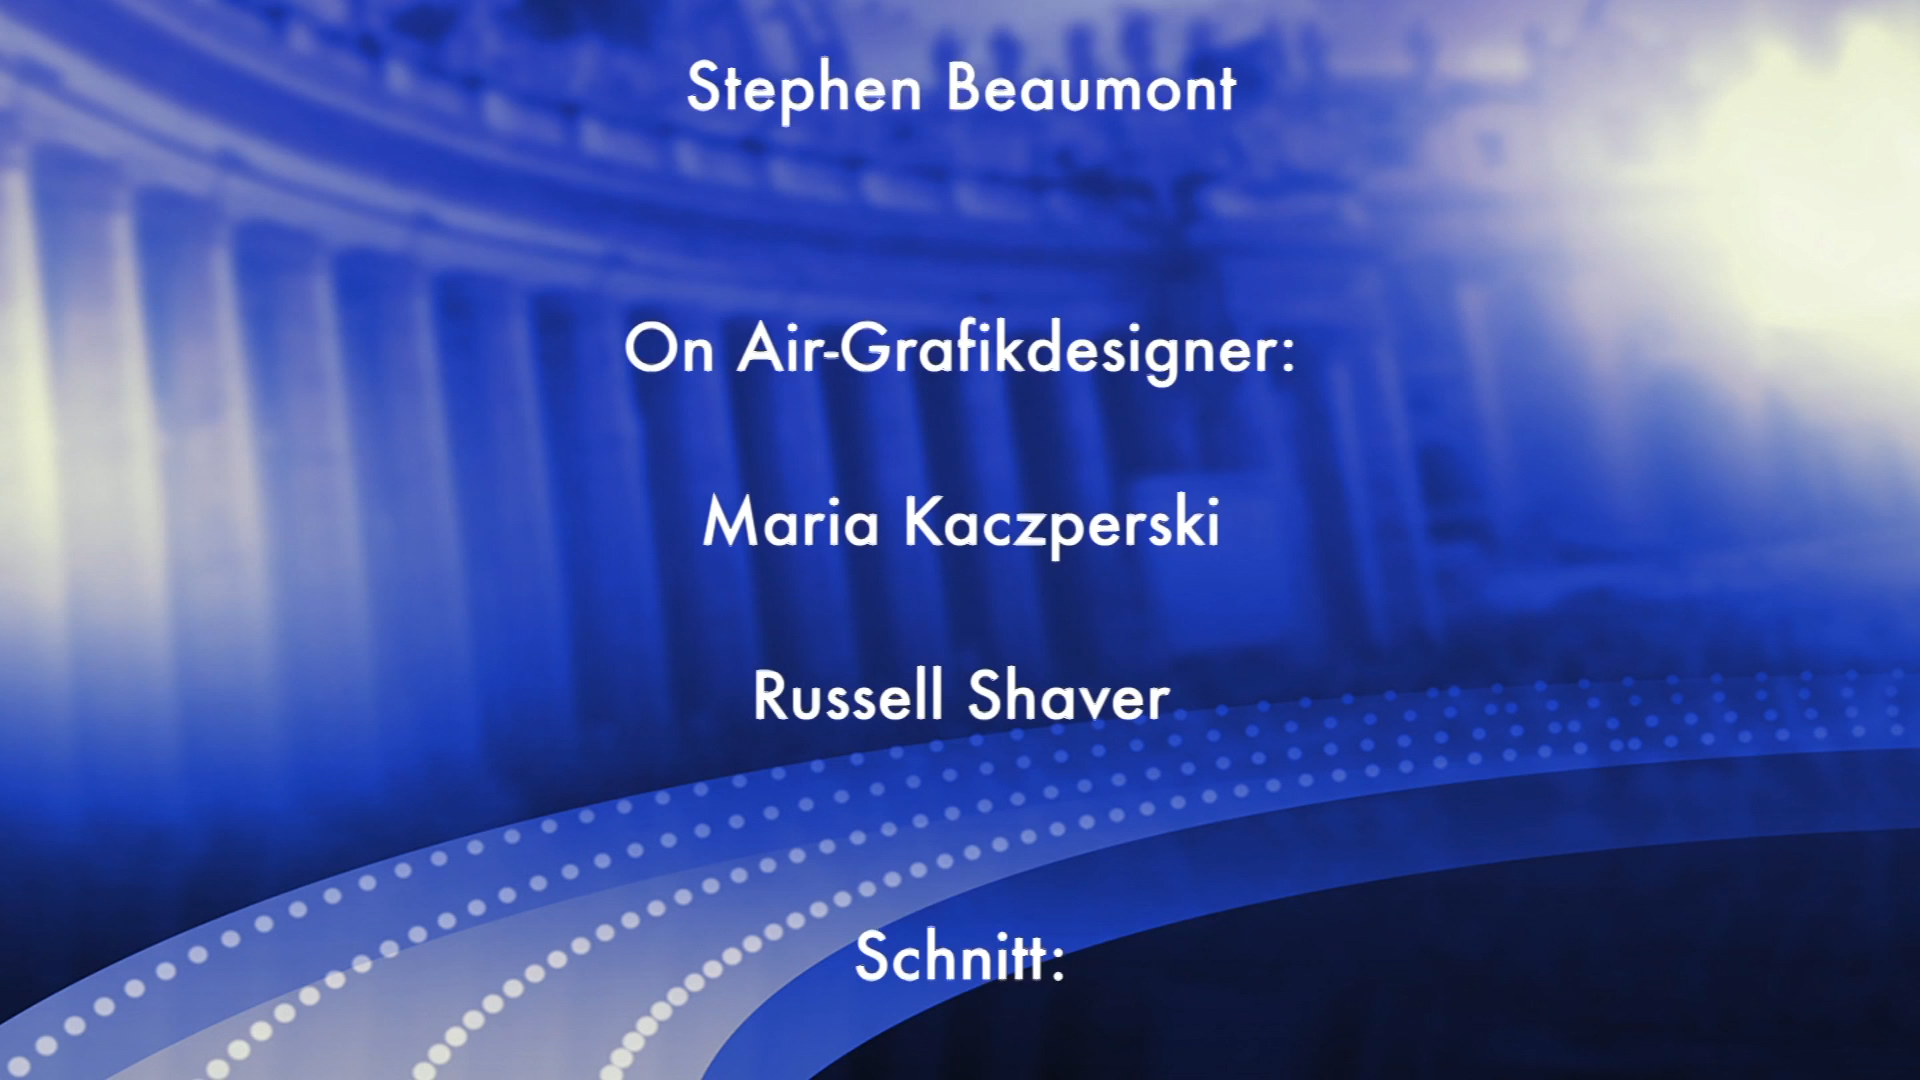 Stephen Beaumont
On Air-Grafikdesigner:
Maria Kaczperski
Russell Shaver
Schnitt: